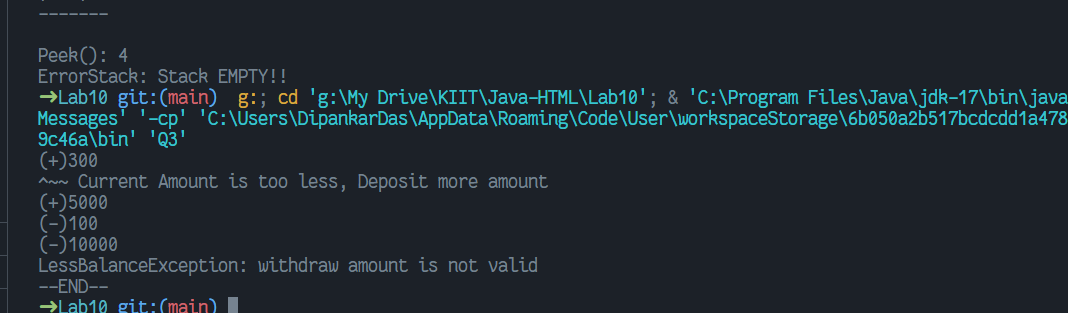 -------
Peek(): 4
ErrorStack: Stack EMPTY!!
➜Lab10 git:(main)  g:; cd 'g:\My Drive\KIIT\Java-HTML\Lab10'; & 'C:\Program Files\Java\jdk-17\bin\java
Messages' '-cp' 'C:\Users\DipankarDas\AppData\Roaming\Code\User\workspaceStorage\6b050a2b517bcdcdd1a478
9c46a\bin' 'Q3'
(+)300
^~~ Current Amount is too less, Deposit more amount
(+)5000
(-)100
(-)10000
LessBalanceException: withdraw amount is not valid
--END--
➜Lab10 git:(main)